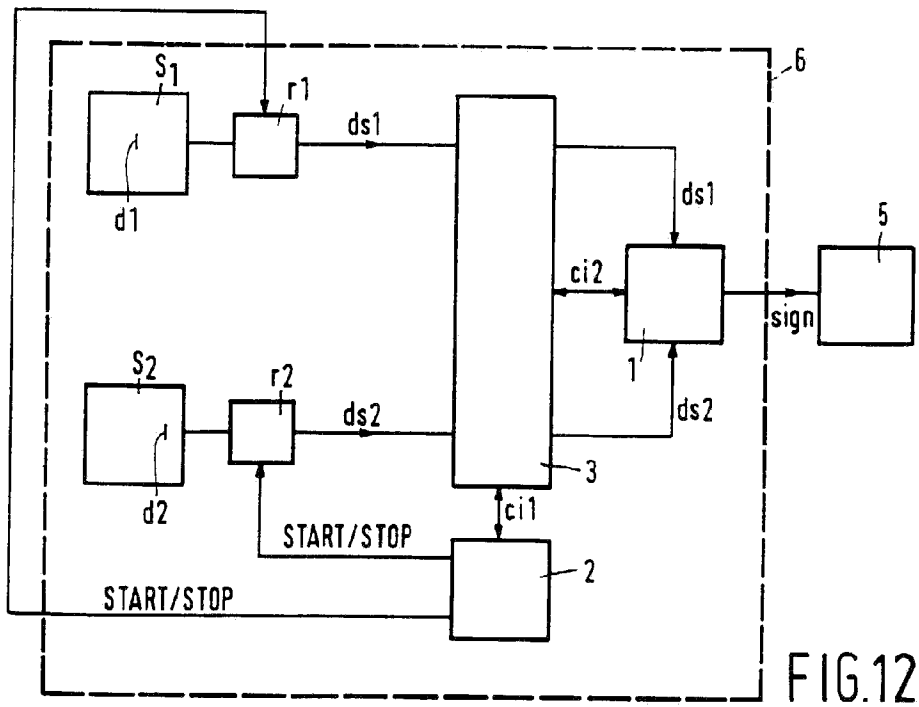 6
S1
r1
ds1
d1
ds1
5
ci2
sign
1
S2
r2
ds2
ds2
3
d2
ci1
START/STOP
2
START/STOP
FIG.12